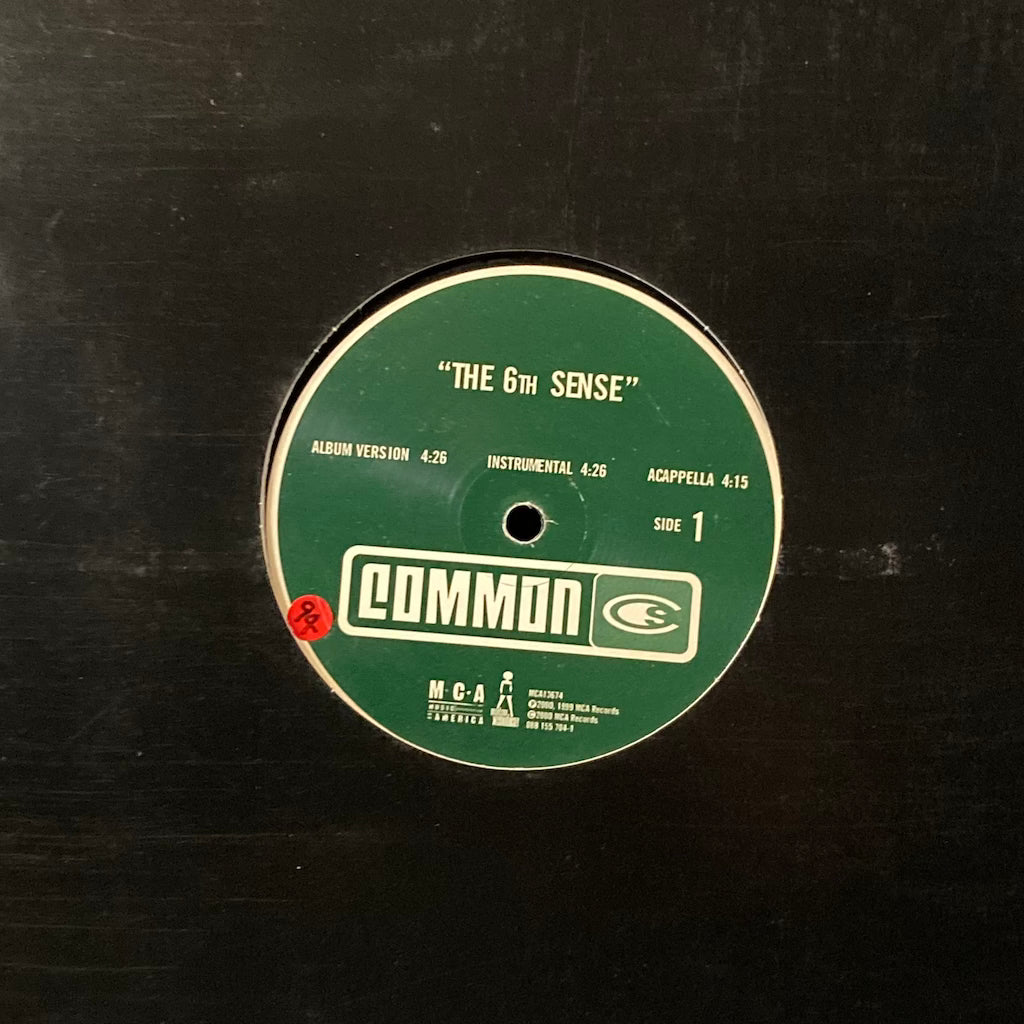 “THE 6TH SENSE”
ALBUM VERSION 4:26 INSTRUMENTAL 4:26 ACAPPELLA 4:15
SIDE 1
COMMON
94
M·C·A
MUSIC
AMERICA
MCA13674
℗2000, 1999 MCA Records
©2000 MCA Records
088 155 704-1